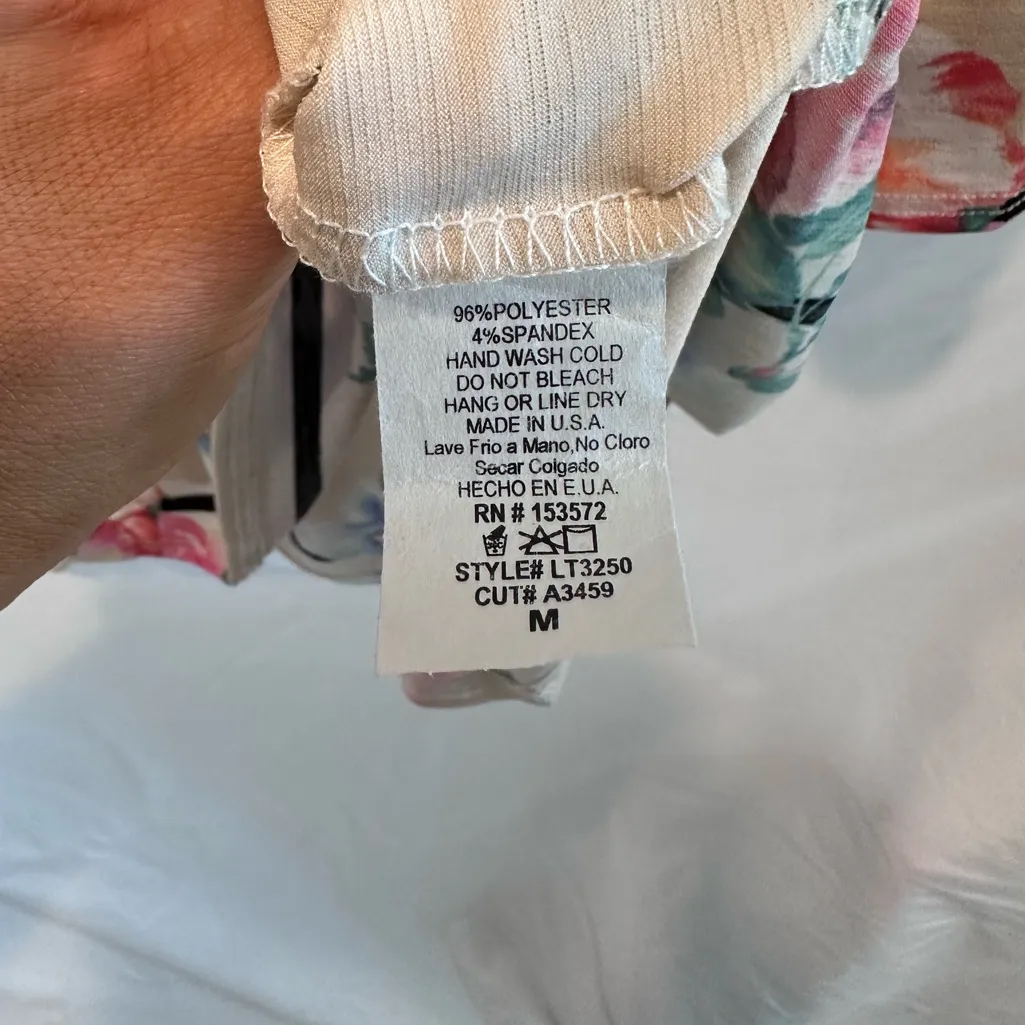 96%POLYESTER
4%SPANDEX
HAND WASH COLD
DO NOT BLEACH
HANG OR LINE DRY
MADE IN U.S.A.
Lave Frio a Mano,No Cloro
Secar Colgado
HECHO EN E.U.A.
RN # 153572
STYLE# LT3250
CUT# A3459
M